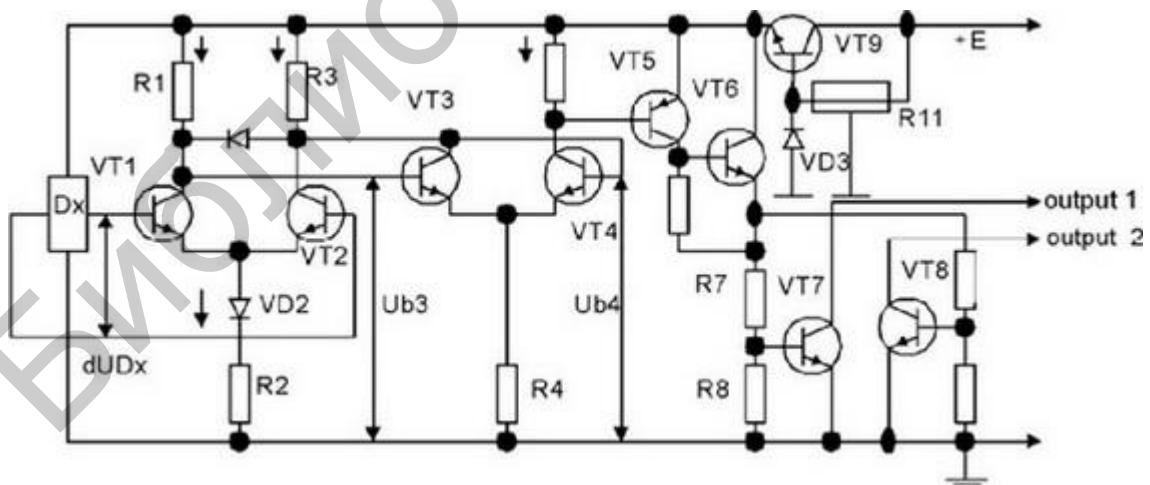 Библио
VT9
+E
VT5
VT6
R1
R3
VT3
R11
VT1
VD3
Dx
output 1
VT4
output 2
VT2
VT8
R7
VT7
VD2
Ub3
Ub4
dUDx
R2
R4
R8